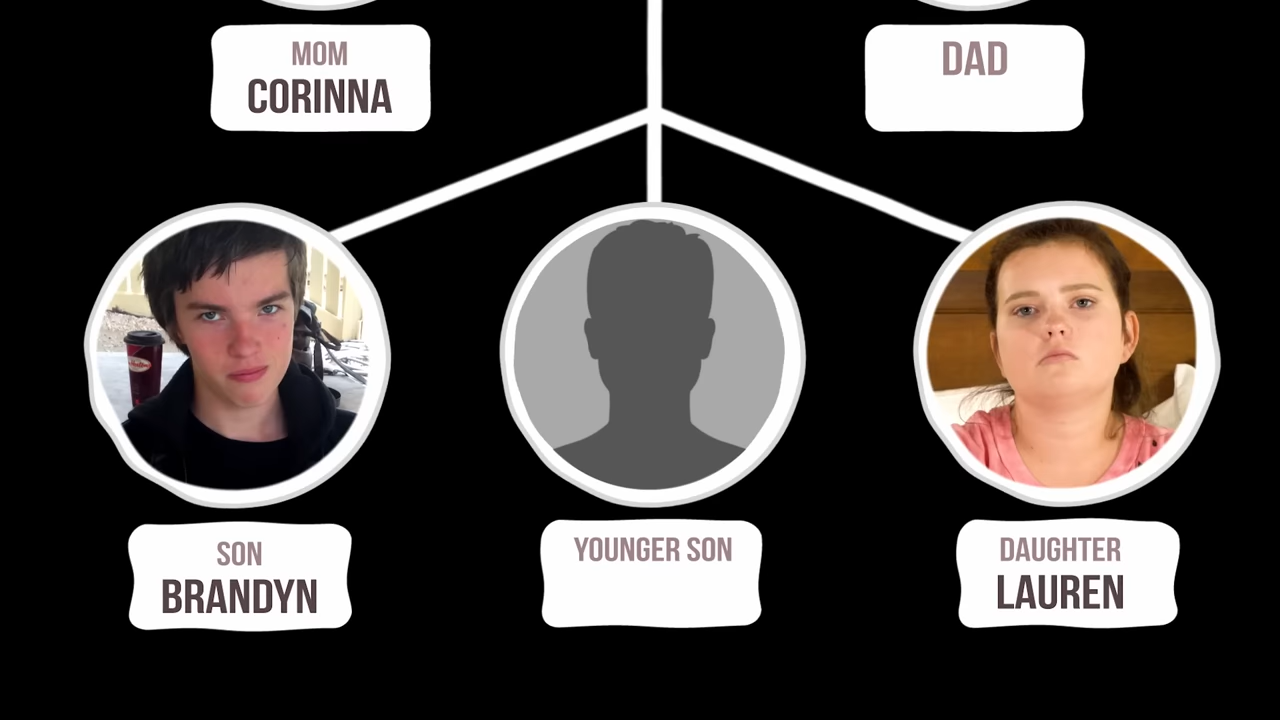 MOM
CORINNA
DAD
SON
BRANDYN
YOUNGER SON
DAUGHTER
LAUREN